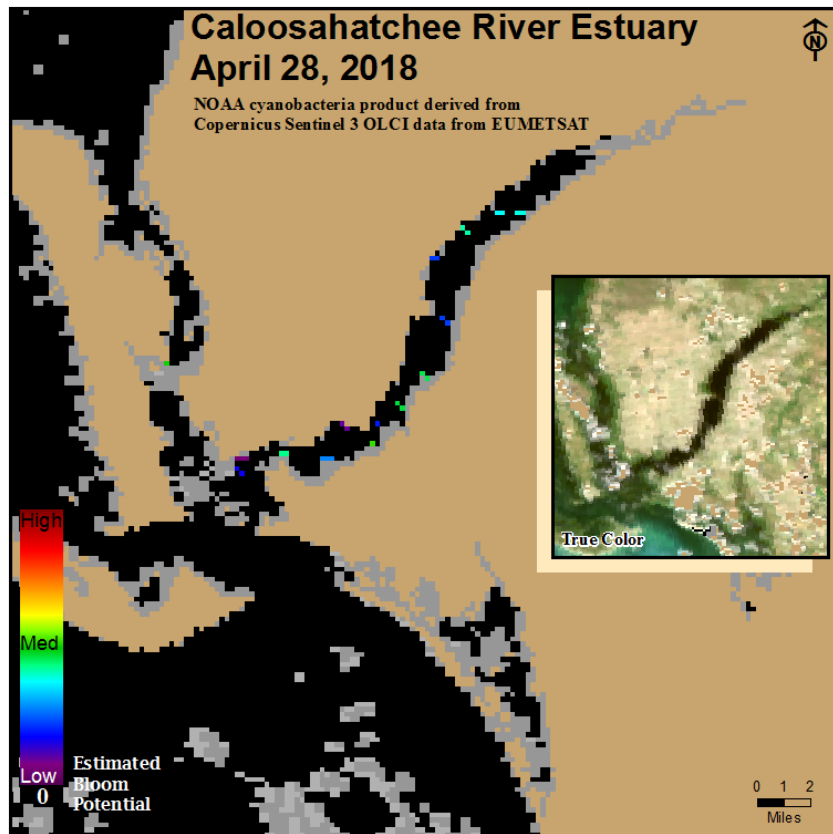 Caloosahatchee River Estuary
April 28, 2018
NOAA cyanobacteria product derived from
Copernicus Sentinel 3 OLCI data from EUMETSAT
N
True Color
High
Med
Low
0
Estimated
Bloom
Potential
0 1 2
Miles